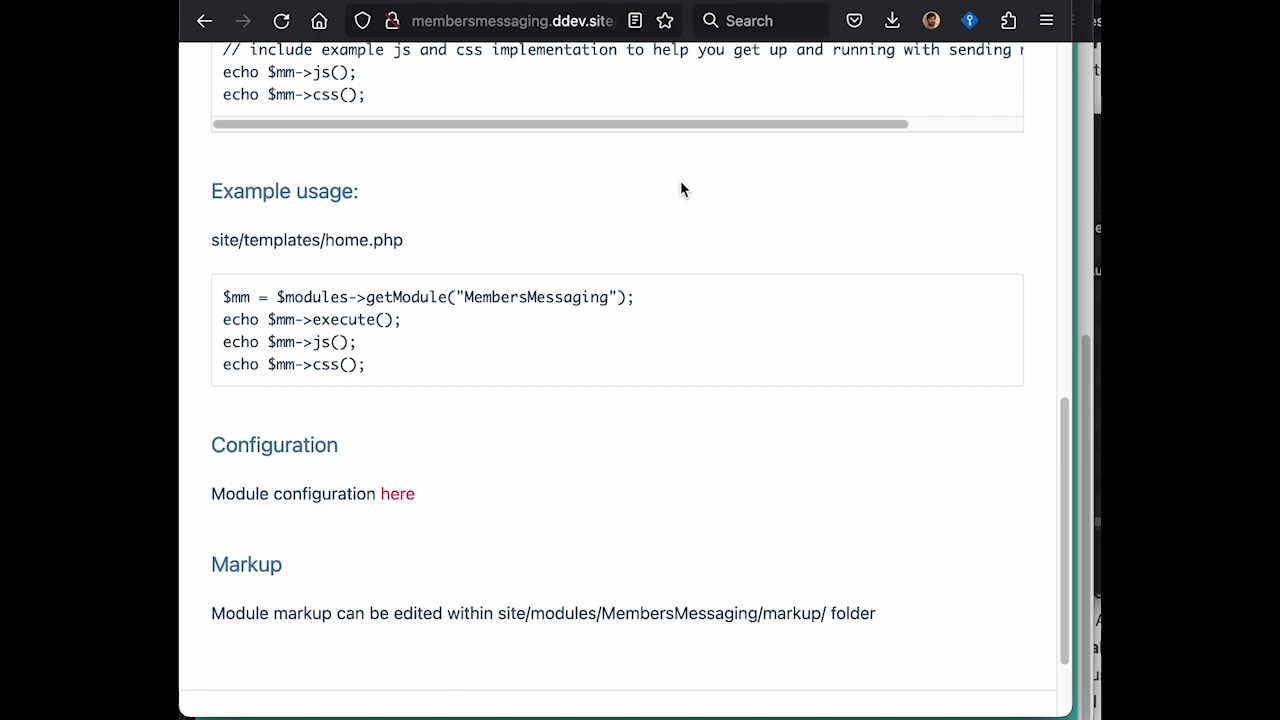 membersmessaging.ddev.site
Search
// include example js and css implementation to help you get up and running with sending
echo $mm->js();
echo $mm->css();
Example usage:
site/templates/home.php
$mm = $modules->getModule("MembersMessaging");
echo $mm->execute();
echo $mm->js();
echo $mm->css();
Configuration
Module configuration here
Markup
Module markup can be edited within site/modules/MembersMessaging/markup/ folder